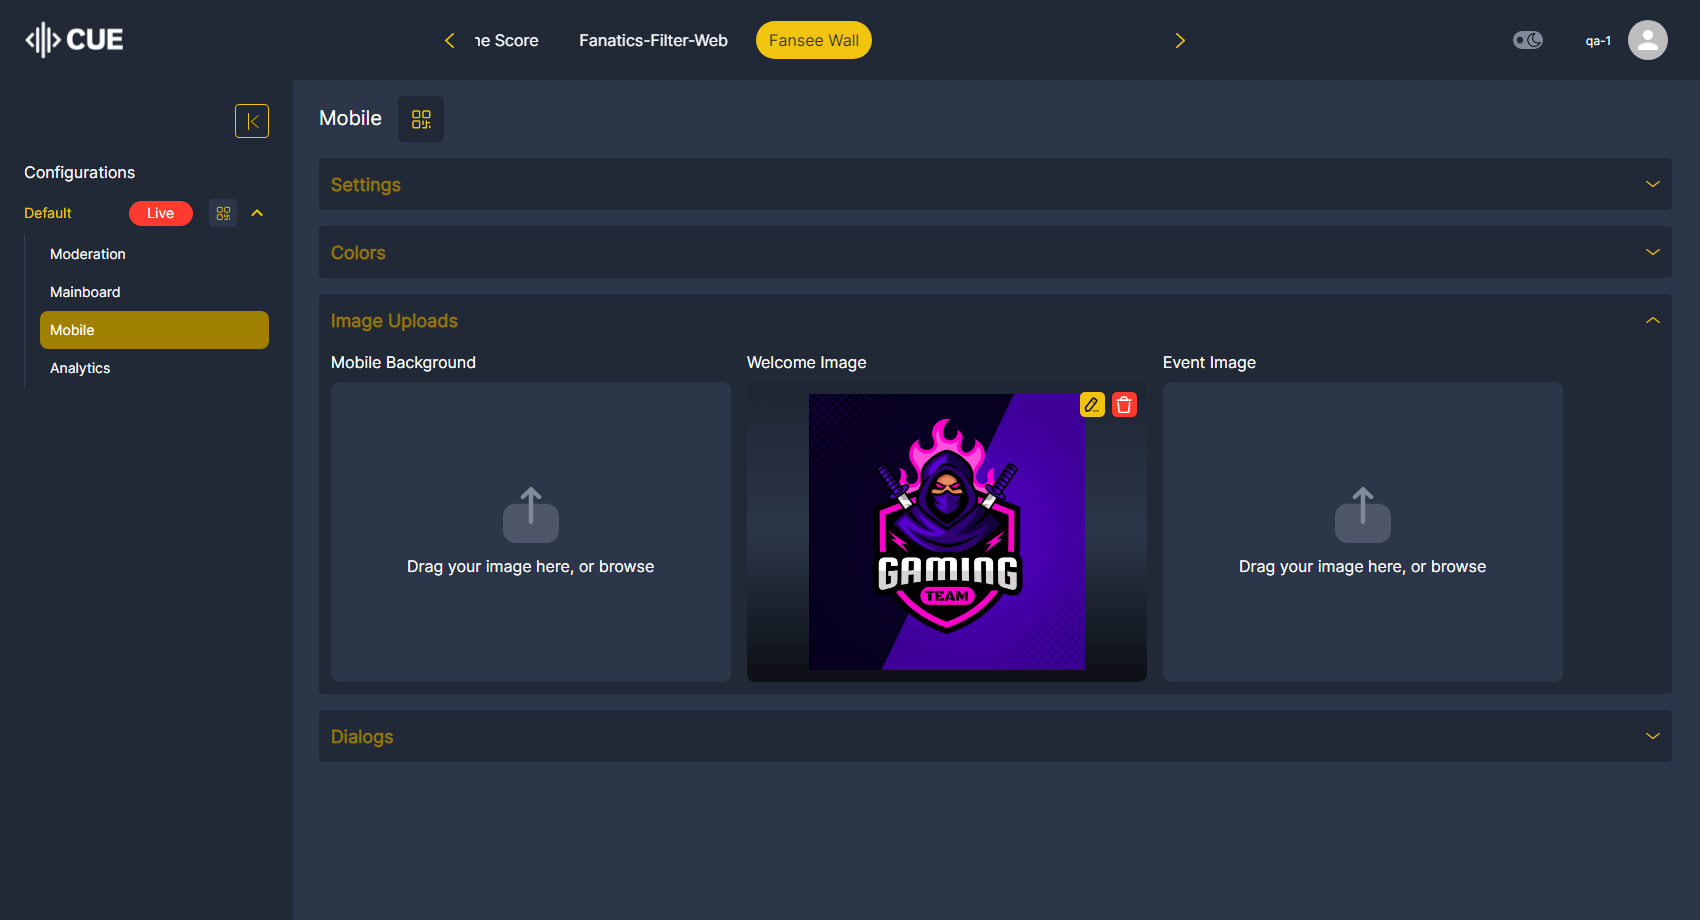 CUE
ne Score
Fanatics-Filter-Web
Fansee Wall
qa-1
Configurations
Default
Live
Moderation
Mainboard
Mobile
Analytics
Mobile
Settings
Colors
Image Uploads
Mobile Background
Welcome Image
Event Image
Drag your image here, or browse
GAMING
TEAM
Drag your image here, or browse
Dialogs